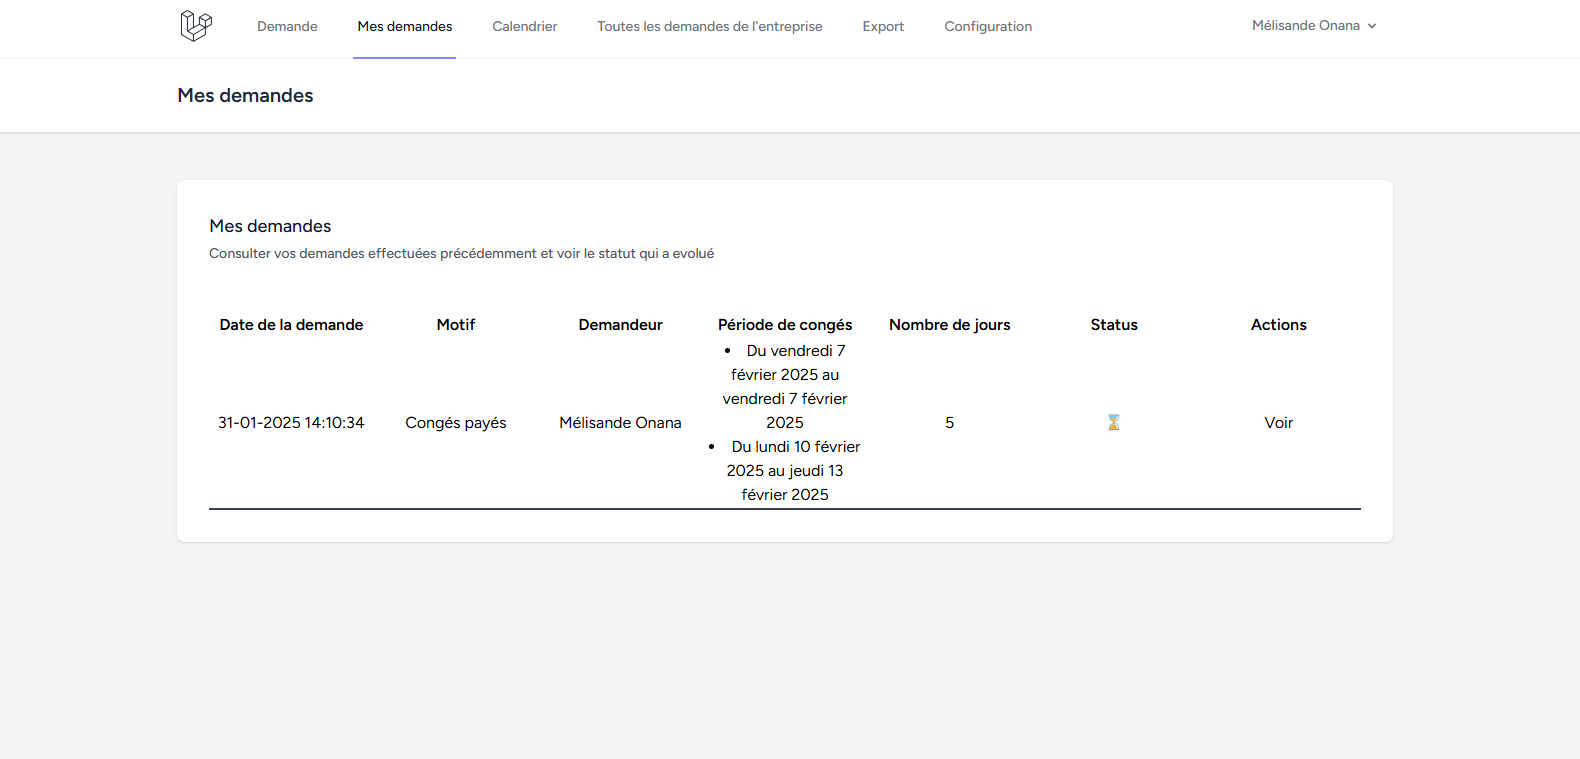 Demande Mes demandes Calendrier Toutes les demandes de l'entreprise Export Configuration Mélisande Onana
Mes demandes
Mes demandes
Consulter vos demandes effectuées précédemment et voir le statut qui a evolué
Date de la demande Motif Demandeur Période de congés Nombre de jours Status Actions
31-01-2025 14:10:34 Congés payés Mélisande Onana
• Du vendredi 7
février 2025 au
vendredi 7 février
2025
• Du lundi 10 février
2025 au jeudi 13
février 2025
5 ⌛ Voir